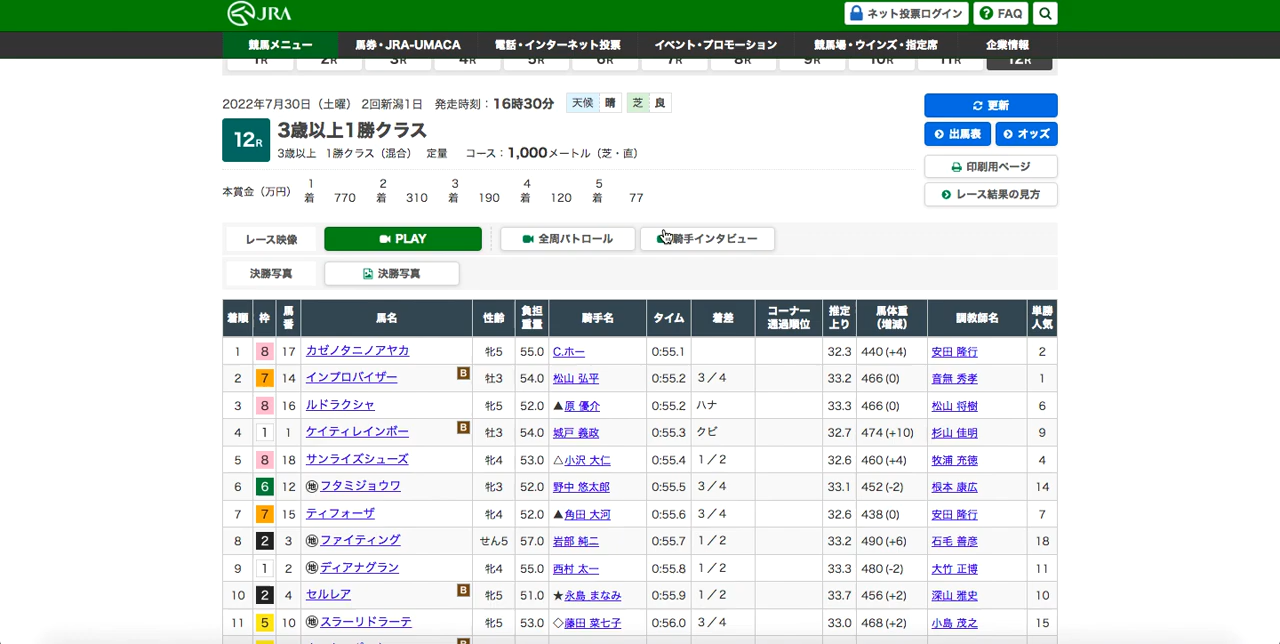 JRA
ネット投票ログイン FAQ
競馬メニュー 馬券・JRA-UMACA 電話・インターネット投票 イベント・プロモーション 競馬場・ウインズ・指定席 企業情報
1R 2R 3R 4R 5R 6R 7R 8R 9R 10R 11R 12R
2022年7月30日（土曜） 2回新潟1日 発走時刻：16時30分 天候 晴 芝 良
更新
12R 3歳以上1勝クラス
出馬表 オッズ
3歳以上 1勝クラス（混合） 定量 コース：1,000メートル（芝・直）
印刷用ページ
本賞金（万円） 1着 770 2着 310 3着 190 4着 120 5着 77
レース結果の見方
レース映像 PLAY 全周パトロール 騎手インタビュー
決勝写真 決勝写真
着順 枠 馬番 馬名 性齢 負担重量 騎手名 タイム 着差 コーナー通過順位 推定上り 馬体重（増減） 調教師名 単勝人気
1 8 17 カゼノタニノアヤカ 牝5 55.0 C.ホー 0:55.1 32.3 440(+4) 安田 隆行 2
2 7 14 インプロバイザー B 牡3 54.0 松山 弘平 0:55.2 3／4 33.2 466(0) 音無 秀孝 1
3 8 16 ルドラクシャ 牝5 52.0 ▲原 優介 0:55.2 ハナ 33.3 466(0) 松山 将樹 6
4 1 1 ケイティレインボー B 牡3 54.0 城戸 義政 0:55.3 クビ 32.7 474(+10) 杉山 佳明 9
5 8 18 サンライズシューズ 牝4 53.0 △小沢 大仁 0:55.4 1／2 32.6 460(+4) 牧浦 充徳 4
6 6 12 地フタミジョウワ 牝3 52.0 野中 悠太郎 0:55.5 3／4 33.1 452(-2) 根本 康広 14
7 7 15 ティフォーザ 牝4 52.0 ▲角田 大河 0:55.6 3／4 32.6 438(0) 安田 隆行 7
8 2 3 地ファイティング せん5 57.0 岩部 純二 0:55.7 1／2 33.2 490(+6) 石毛 善彦 18
9 1 2 地ディアナグラン 牝4 55.0 西村 太一 0:55.8 1／2 33.3 480(-2) 大竹 正博 11
10 2 4 セルレア B 牝5 51.0 ★永島 まなみ 0:55.9 1／2 33.7 456(+2) 深山 雅史 10
11 5 10 地スラーリドラーテ 牝5 53.0 ◇藤田 菜七子 0:56.0 3／4 33.0 468(+2) 小島 茂之 15